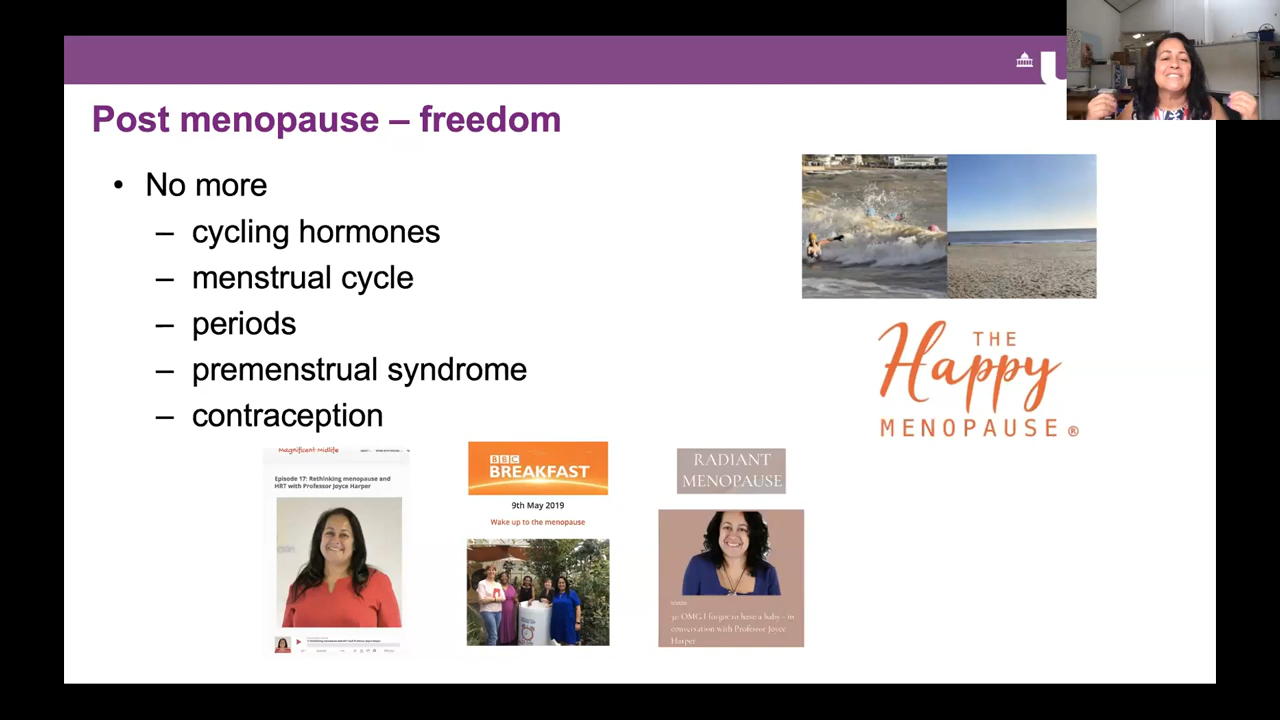 Post menopause – freedom
• No more
– cycling hormones
– menstrual cycle
– periods
– premenstrual syndrome
– contraception
THE
Happy
MENOPAUSE®
Magnificent Midlife
Episode 17: Rethinking menopause and
HRT with Professor Joyce Harper
BBC
BREAKFAST
9th May 2019
Wake up to the menopause
RADIANT
MENOPAUSE
OMG I forgot to have a baby - in
conversation with Professor Joyce
Harper